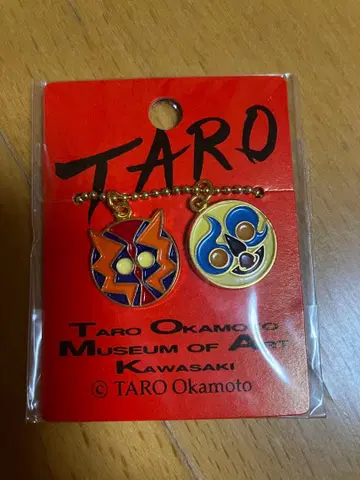 TARO
TARO OKAMOTO
MUSEUM OF ART
KAWASAKI
© TARO Okamoto